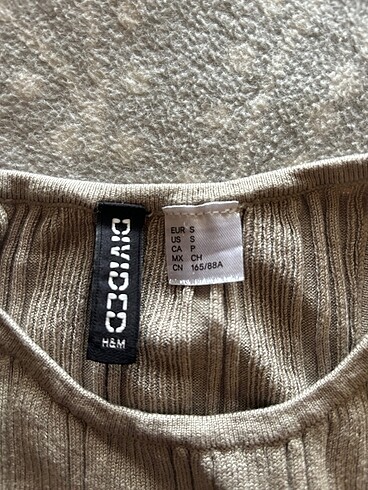 DIVIDED
H&M
EUR S
US S
CA P
MX CH
CN 165/88A